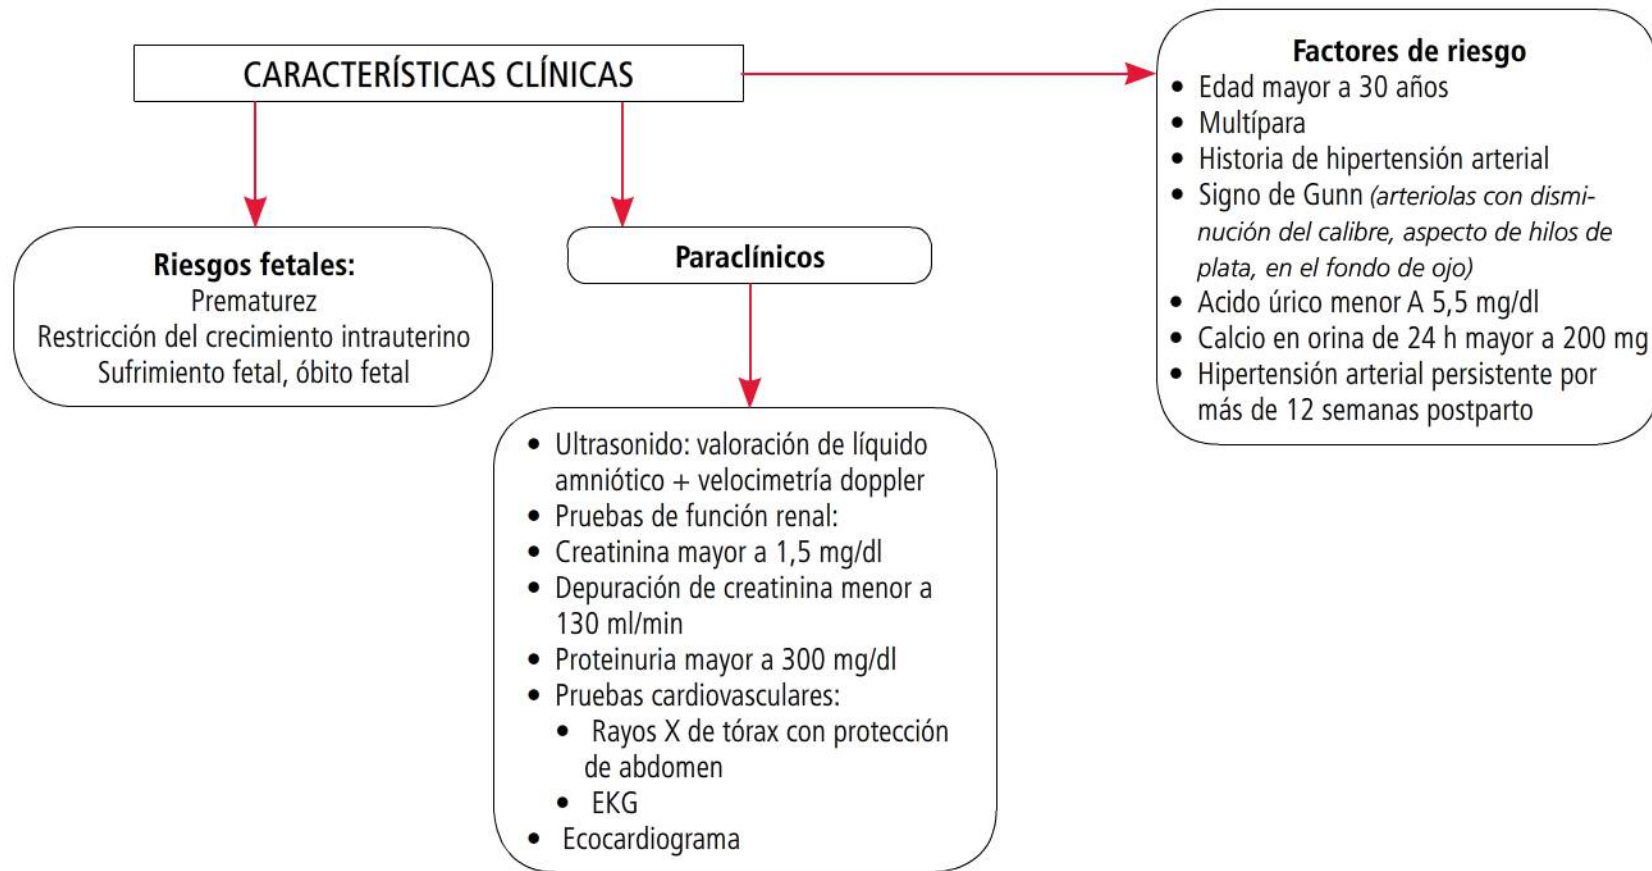 CARACTERÍSTICAS CLÍNICAS
Factores de riesgo
• Edad mayor a 30 años
• Multípara
• Historia de hipertensión arterial
• Signo de Gunn (arteriolas con dismi-
nución del calibre, aspecto de hilos de
plata, en el fondo de ojo)
• Acido úrico menor A 5,5 mg/dl
• Calcio en orina de 24 h mayor a 200 mg
• Hipertensión arterial persistente por
más de 12 semanas postparto
Riesgos fetales:
Prematurez
Restricción del crecimiento intrauterino
Sufrimiento fetal, óbito fetal
Paraclínicos
• Ultrasonido: valoración de líquido
amniótico + velocimetría doppler
• Pruebas de función renal:
• Creatinina mayor a 1,5 mg/dl
• Depuración de creatinina menor a
130 ml/min
• Proteinuria mayor a 300 mg/dl
• Pruebas cardiovasculares:
• Rayos X de tórax con protección
de abdomen
• EKG
• Ecocardiograma